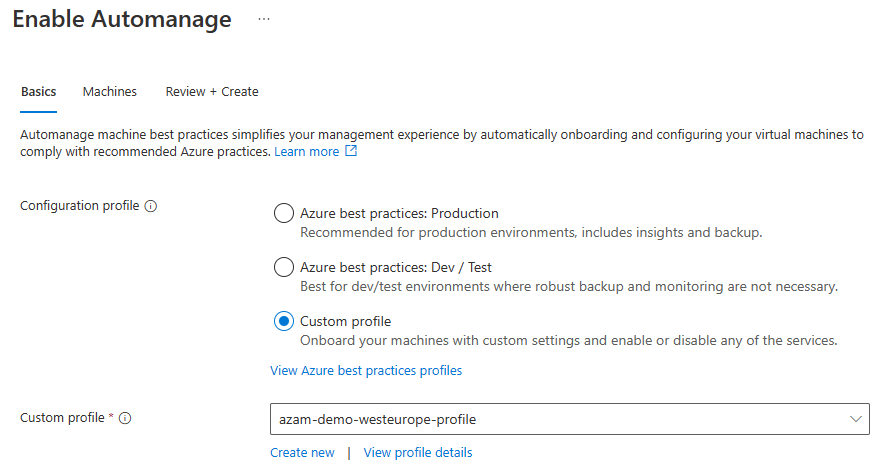 Enable Automanage ...
Basics Machines Review + Create
Automanage machine best practices simplifies your management experience by automatically onboarding and configuring your virtual machines to
comply with recommended Azure practices. Learn more
Configuration profile
Azure best practices: Production
Recommended for production environments, includes insights and backup.
Azure best practices: Dev / Test
Best for dev/test environments where robust backup and monitoring are not necessary.
Custom profile
Onboard your machines with custom settings and enable or disable any of the services.
View Azure best practices profiles
Custom profile * azam-demo-westeurope-profile
Create new | View profile details